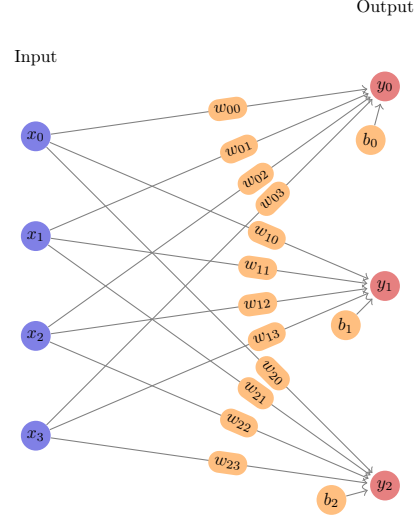 Output
Input
y₀
w₀₀
x₀
b₀
w₀₁
w₀₂
w₀₃
x₁
w₁₀
w₁₁
y₁
w₁₂
b₁
x₂
w₁₃
w₂₀
w₂₁
w₂₂
x₃
w₂₃
y₂
b₂